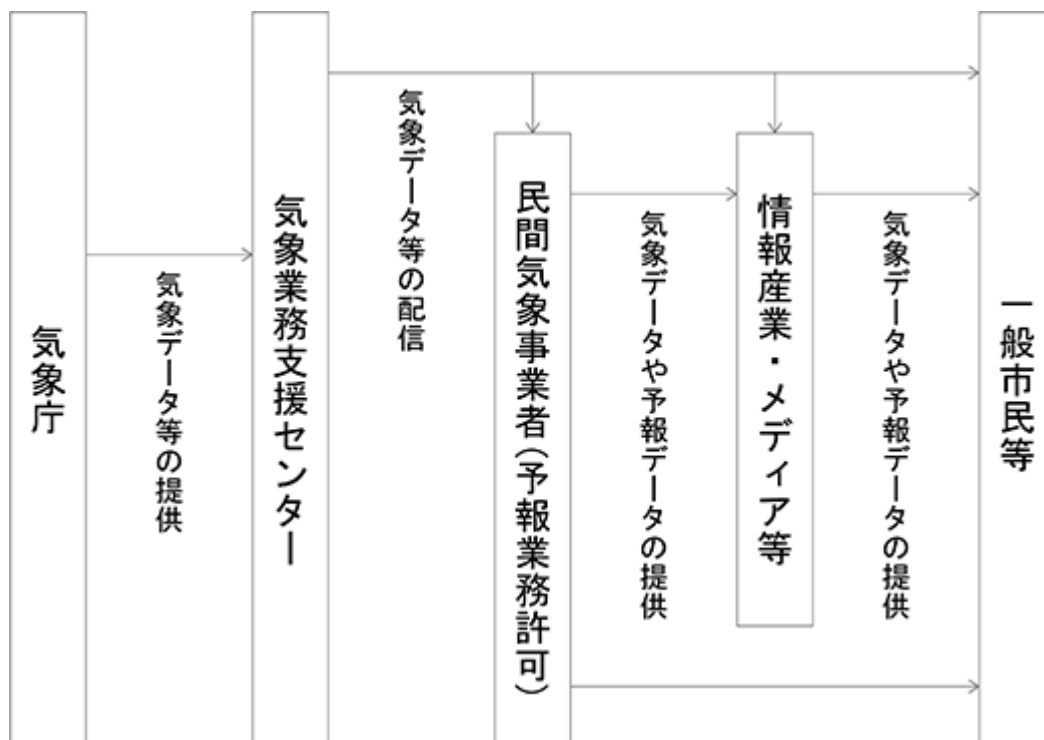 気象庁
気象データ等の提供
気象業務支援センター
気象データ等の配信
民間気象事業者(予報業務許可)
気象データや予報データの提供
情報産業・メディア等
気象データや予報データの提供
一般市民等